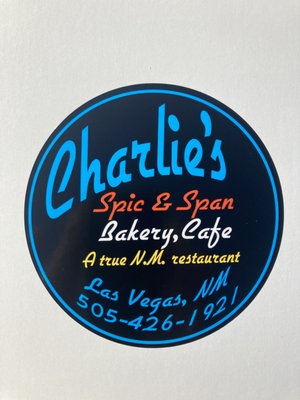 Charlie's
Spic & Span
Bakery, Cafe
A true N.M. restaurant
Las Vegas, NM
505-426-1921